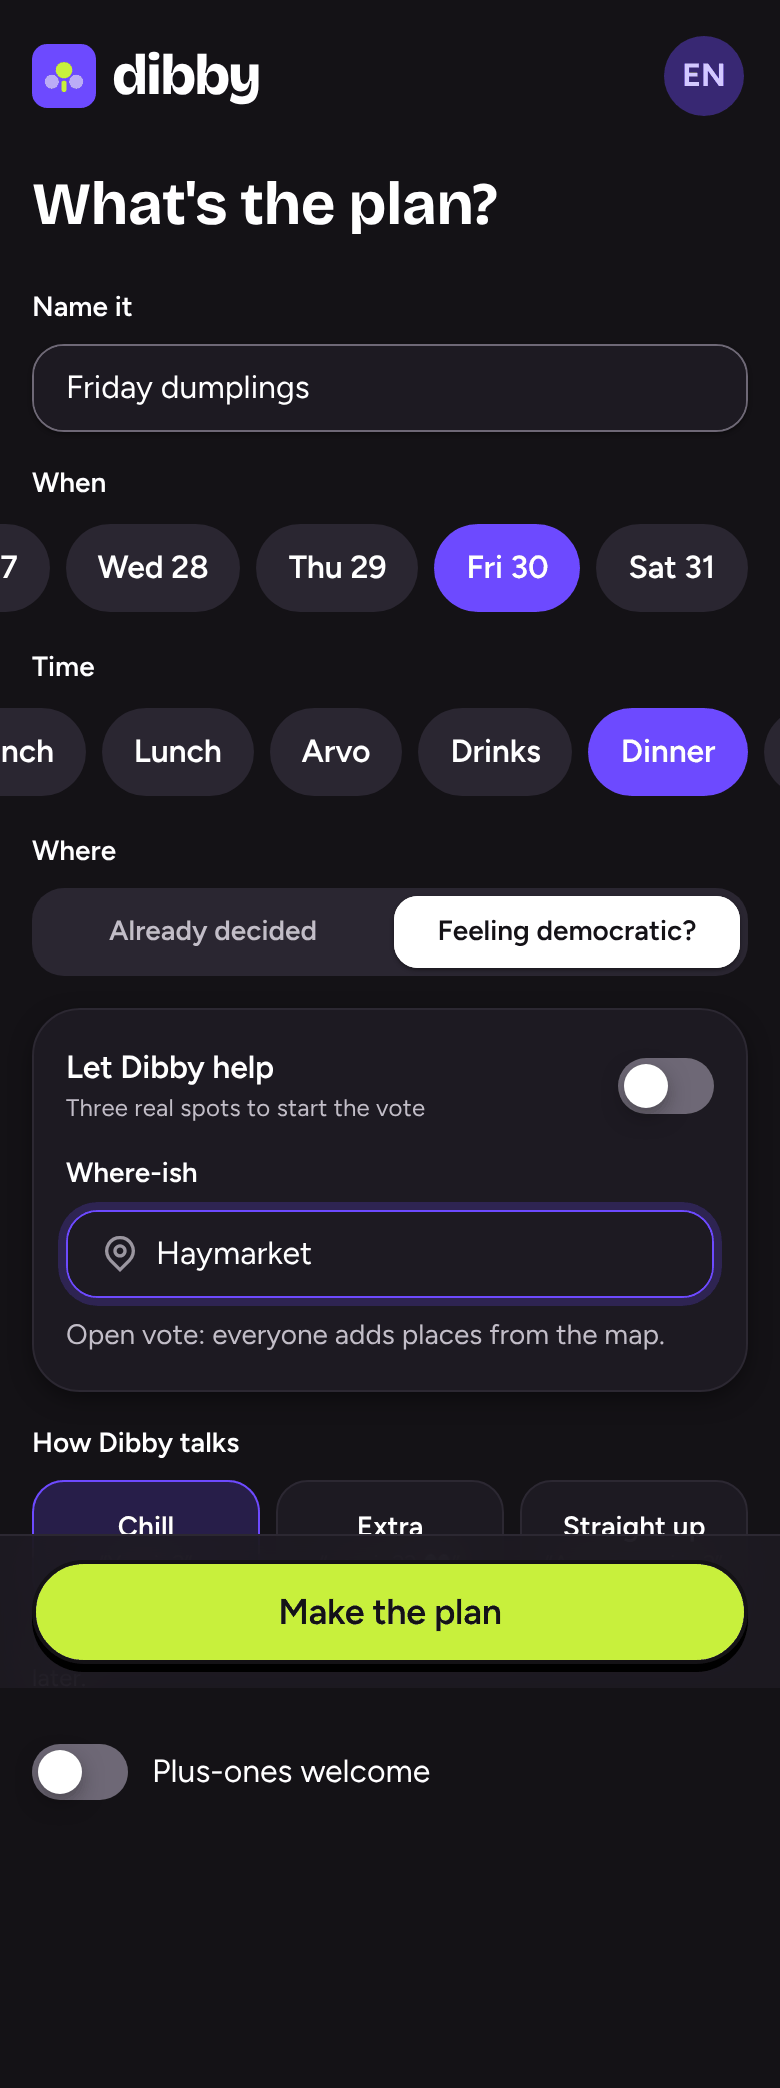 dibby
EN
What's the plan?
Name it
Friday dumplings
When
7 Wed 28 Thu 29 Fri 30 Sat 31
Time
nch Lunch Arvo Drinks Dinner
Where
Already decided Feeling democratic?
Let Dibby help
Three real spots to start the vote
Where-ish
Haymarket
Open vote: everyone adds places from the map.
How Dibby talks
Chill Extra Straight up
Make the plan
later.
Plus-ones welcome